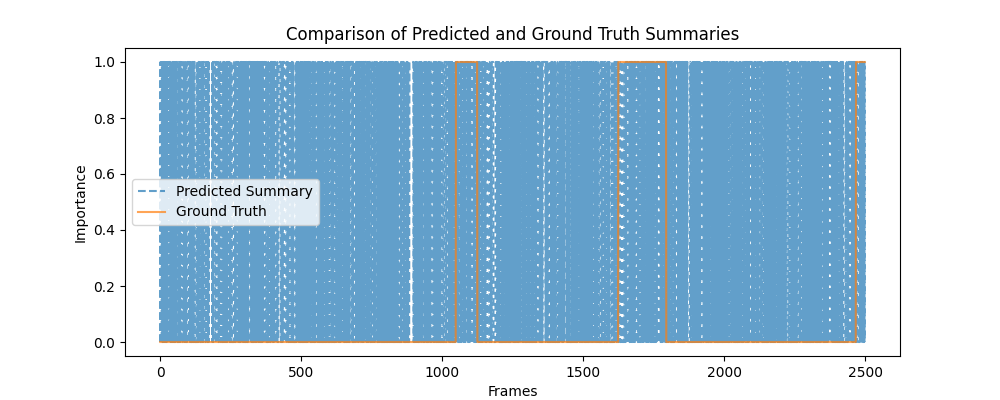 Comparison of Predicted and Ground Truth Summaries
1.0
0.8
0.6
0.4
0.2
0.0
Importance
Predicted Summary
Ground Truth
0 500 1000 1500 2000 2500
Frames